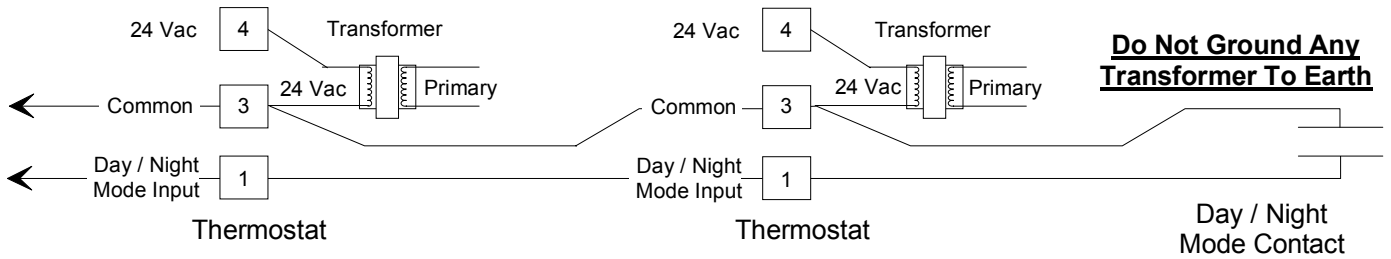 24 Vac
4
Transformer
24 Vac
4
Transformer
Do Not Ground Any
Transformer To Earth
Common
3
24 Vac
Primary
Common
3
24 Vac
Primary
Day / Night
Mode Input
1
Day / Night
Mode Input
1
Thermostat
Thermostat
Day / Night
Mode Contact